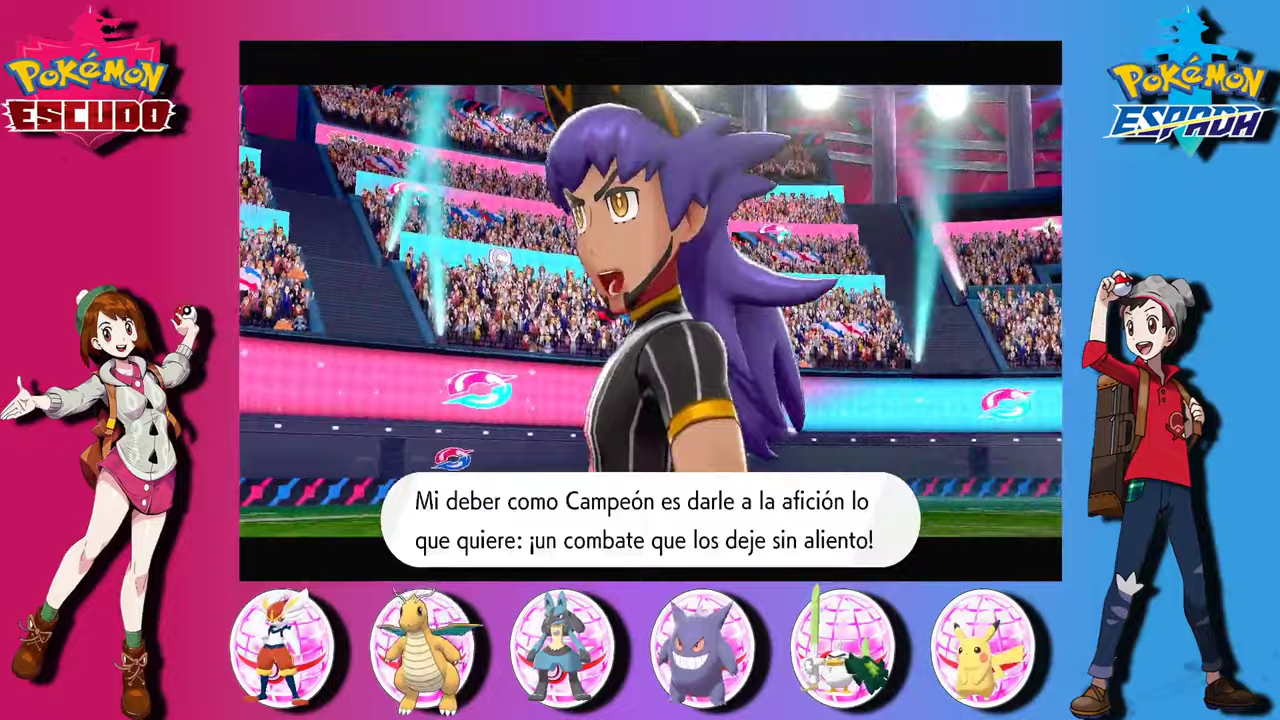 POKéMON
ESCUDO
POKéMON
ESPADA
Mi deber como Campeón es darle a la afición lo
que quiere: ¡un combate que los deje sin aliento!